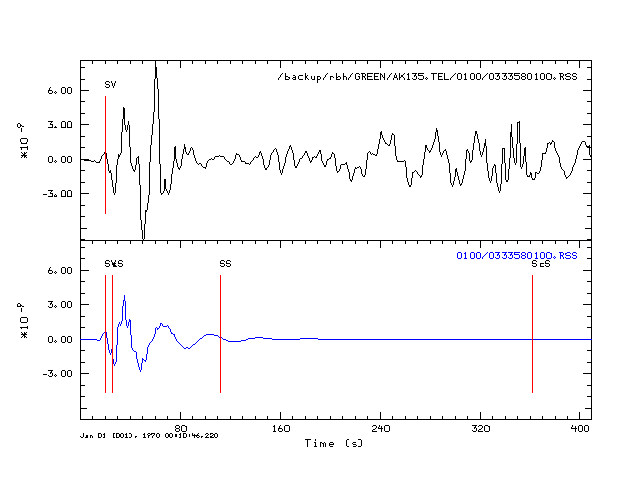 /backup/rbh/GREEN/AK135.TEL/0100/0333580100.RSS
SV
6.00
3.00
0.00
-3.00
*10 -9
0100/0333580100.RSS
SS
ScS
6.00
3.00
0.00
-3.00
*10 -9
80
160
240
320
400
Jan 01 (001), 1970 00:10:46.220
Time (s)